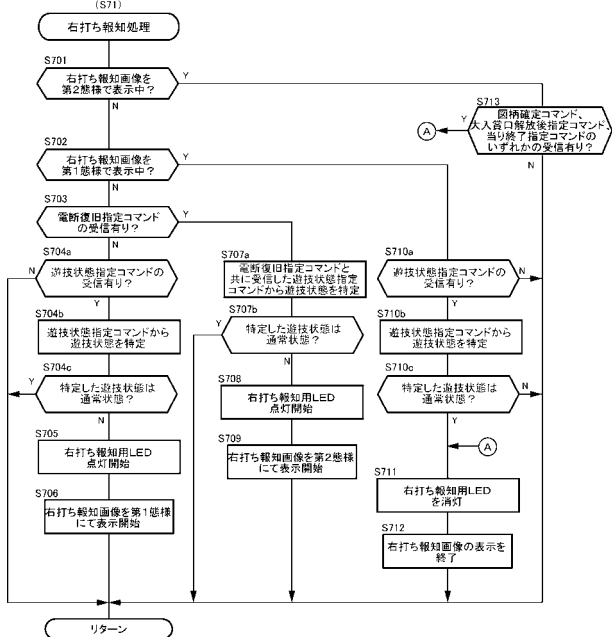 (S71)
右打ち報知処理
S701
右打ち報知画像を
第2態様で表示中？
Y
N
S713
図柄確定コマンド、
大入賞口解放後指定コマンド、
当り終了指定コマンドの
いずれかの受信有り？
Y
A
N
S702
右打ち報知画像を
第1態様で表示中？
Y
N
S703
電断復旧指定コマンド
の受信有り？
Y
N
S704a
遊技状態指定コマンドの
受信有り？
N
Y
S704b
遊技状態指定コマンドから
遊技状態を特定
S704c
特定した遊技状態は
通常状態？
Y
N
S705
右打ち報知用LED
点灯開始
S706
右打ち報知画像を第1態様
にて表示開始
S707a
電断復旧指定コマンドと
共に受信した遊技状態指定
コマンドから遊技状態を特定
S707b
特定した遊技状態は
通常状態？
Y
N
S708
右打ち報知用LED
点灯開始
S709
右打ち報知画像を第2態様
にて表示開始
S710a
遊技状態指定コマンドの
受信有り？
N
Y
S710b
遊技状態指定コマンドから
遊技状態を特定
S710c
特定した遊技状態は
通常状態？
N
Y
A
S711
右打ち報知用LED
を消灯
S712
右打ち報知画像の表示を
終了
リターン